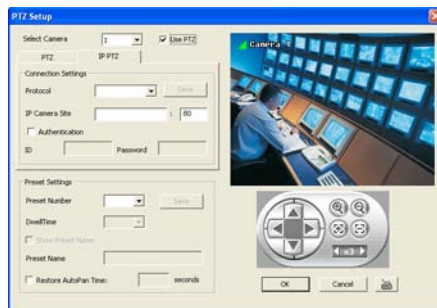 PTZ Setup
Select Camera 1 Use PTZ
PTZ IP PTZ
Connection Settings
Protocol Save
IP Camera Site : 80
Authentication
ID Password
Preset Settings
Preset Number Save
DwellTime
Show Preset Name
Preset Name
Restore AutoPan Time: seconds
Camera 1
OK Cancel